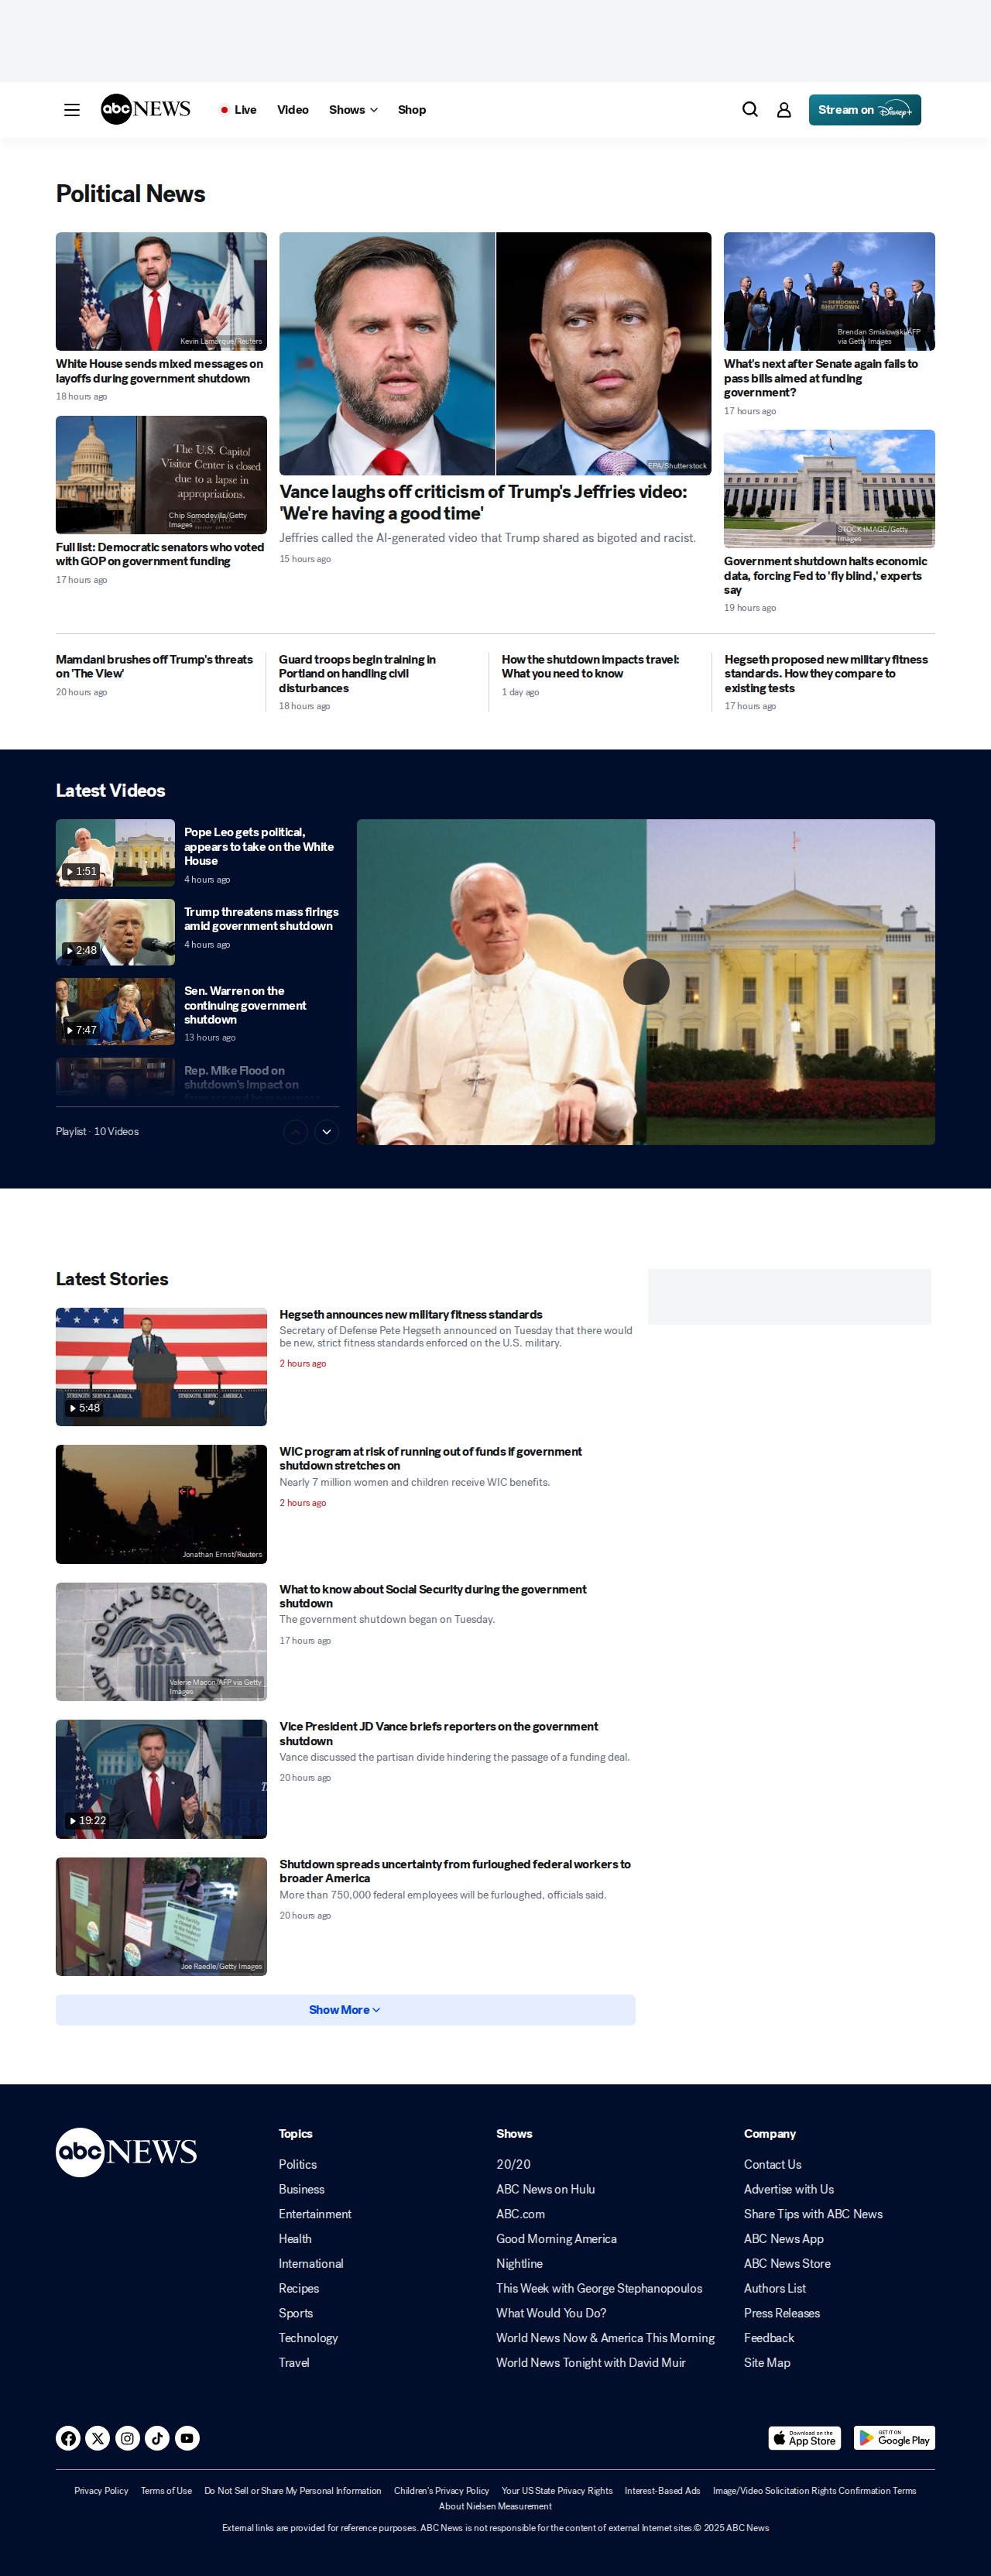 abc NEWS
Live
Video
Shows
Shop
Stream on Disney+
Political News
Kevin Lamarque/Reuters
White House sends mixed messages on
layoffs during government shutdown
18 hours ago
The U.S. Capitol
Visitor Center is closed
due to a lapse in
appropriations.
Chip Somodevilla/Getty
Images
Full list: Democratic senators who voted
with GOP on government funding
17 hours ago
EPA/Shutterstock
Vance laughs off criticism of Trump's Jeffries video:
'We're having a good time'
Jeffries called the AI-generated video that Trump shared as bigoted and racist.
15 hours ago
DEMOCRAT
SHUTDOWN
Brendan Smialowski/AFP
via Getty Images
What's next after Senate again fails to
pass bills aimed at funding
government?
17 hours ago
STOCK IMAGE/Getty
Images
Government shutdown halts economic
data, forcing Fed to 'fly blind,' experts
say
19 hours ago
Mamdani brushes off Trump's threats
on 'The View'
20 hours ago
Guard troops begin training in
Portland on handling civil
disturbances
18 hours ago
How the shutdown impacts travel:
What you need to know
1 day ago
Hegseth proposed new military fitness
standards. How they compare to
existing tests
17 hours ago
Latest Videos
1:51
Pope Leo gets political,
appears to take on the White
House
4 hours ago
2:48
Trump threatens mass firings
amid government shutdown
4 hours ago
7:47
Sen. Warren on the
continuing government
shutdown
13 hours ago
Rep. Mike Flood on
shutdown's impact on
Playlist · 10 Videos
Latest Stories
STRENGTH. SERVICE. AMERICA.
5:48
Hegseth announces new military fitness standards
Secretary of Defense Pete Hegseth announced on Tuesday that there would
be new, strict fitness standards enforced on the U.S. military.
2 hours ago
Jonathan Ernst/Reuters
WIC program at risk of running out of funds if government
shutdown stretches on
Nearly 7 million women and children receive WIC benefits.
2 hours ago
SOCIAL SECURITY
USA
Valerie Macon/AFP via Getty
Images
What to know about Social Security during the government
shutdown
The government shutdown began on Tuesday.
17 hours ago
19:22
Vice President JD Vance briefs reporters on the government
shutdown
Vance discussed the partisan divide hindering the passage of a funding deal.
20 hours ago
Joe Raedle/Getty Images
Shutdown spreads uncertainty from furloughed federal workers to
broader America
More than 750,000 federal employees will be furloughed, officials said.
20 hours ago
Show More
abc NEWS
Topics
Politics
Business
Entertainment
Health
International
Recipes
Sports
Technology
Travel
Shows
20/20
ABC News on Hulu
ABC.com
Good Morning America
Nightline
This Week with George Stephanopoulos
What Would You Do?
World News Now & America This Morning
World News Tonight with David Muir
Company
Contact Us
Advertise with Us
Share Tips with ABC News
ABC News App
ABC News Store
Authors List
Press Releases
Feedback
Site Map
Download on the
App Store
GET IT ON
Google Play
Privacy Policy Terms of Use Do Not Sell or Share My Personal Information Children's Privacy Policy Your US State Privacy Rights Interest-Based Ads Image/Video Solicitation Rights Confirmation Terms
About Nielsen Measurement
External links are provided for reference purposes. ABC News is not responsible for the content of external Internet sites.© 2025 ABC News